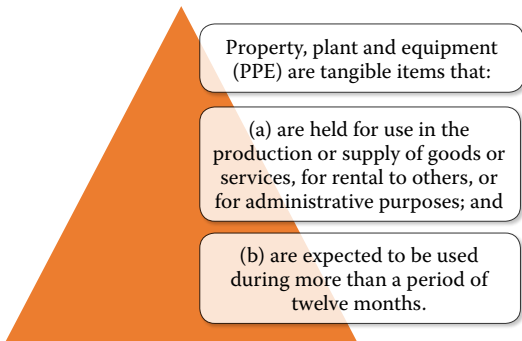 Property, plant and equipment
(PPE) are tangible items that:
(a) are held for use in the
production or supply of goods or
services, for rental to others, or
for administrative purposes; and
(b) are expected to be used
during more than a period of
twelve months.